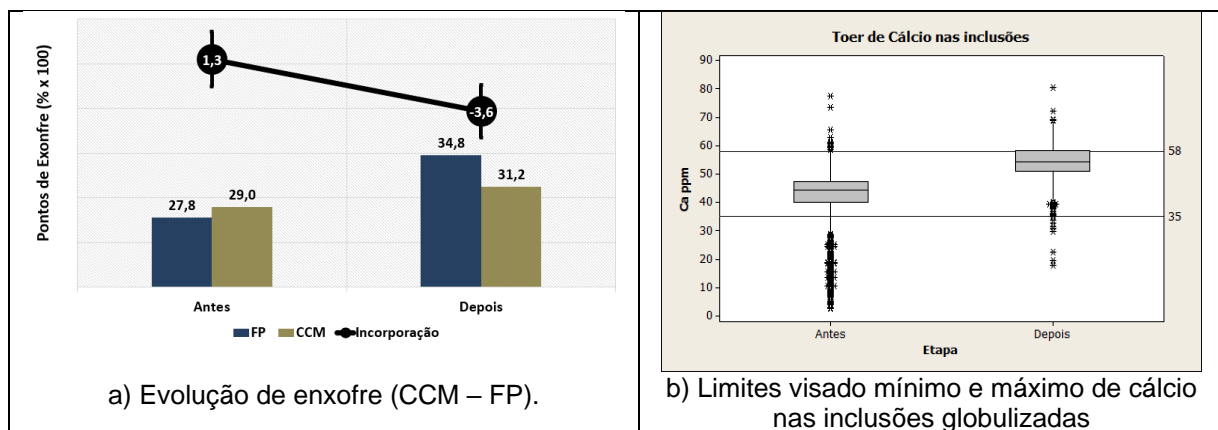 Pontos de Exonfre (% x 100)
1,3
-3,6
27,8
29,0
34,8
31,2
Antes
Depois
FP
CCM
Incorporação
a) Evolução de enxofre (CCM – FP).
Toer de Cálcio nas inclusões
Ca ppm
90
80
70
60
50
40
30
20
10
0
58
35
Antes
Depois
Etapa
b) Limites visado mínimo e máximo de cálcio
nas inclusões globulizadas